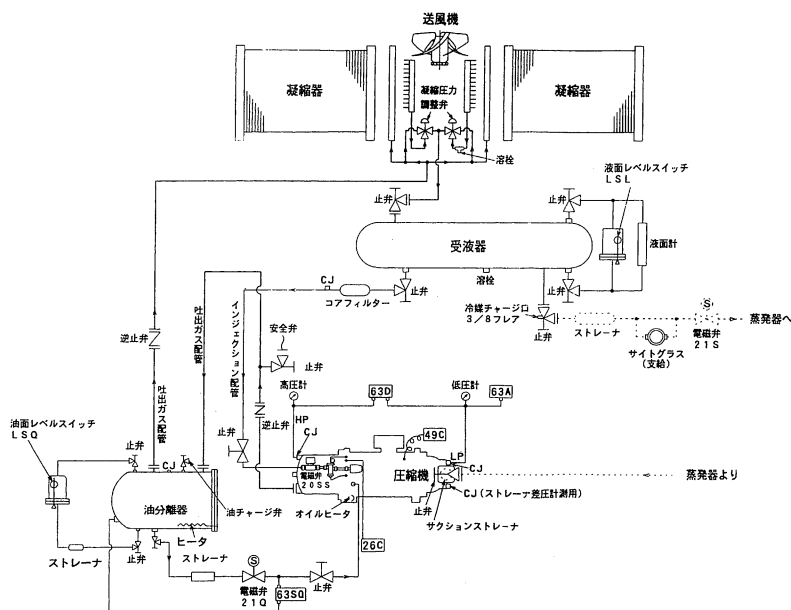 送風機
凝縮器
凝縮圧力
調整弁
凝縮器
溶栓
液面レベルスイッチ
LSL
止弁
止弁
受液器
液面計
CJ
コアフィルター
止弁
溶栓
止弁
冷媒チャージ口
3/8フレア
止弁
ストレーナ
サイトグラス
(支給)
S
電磁弁
21S
蒸発器へ
逆止弁
吐出ガス配管
吐出ガス配管
インジェクション配管
安全弁
止弁
高圧計
63D
低圧計
63A
逆止弁
HP
CJ
49C
LP
CJ
油面レベルスイッチ
LSQ
止弁
CJ
止弁
止弁
電磁弁
20SS
圧縮機
蒸発器より
油分離器
油チャージ弁
オイルヒータ
止弁
CJ(ストレーナ差圧計測用)
サクションストレーナ
ヒータ
26C
ストレーナ
止弁
ストレーナ
S
電磁弁
21Q
63SQ
止弁